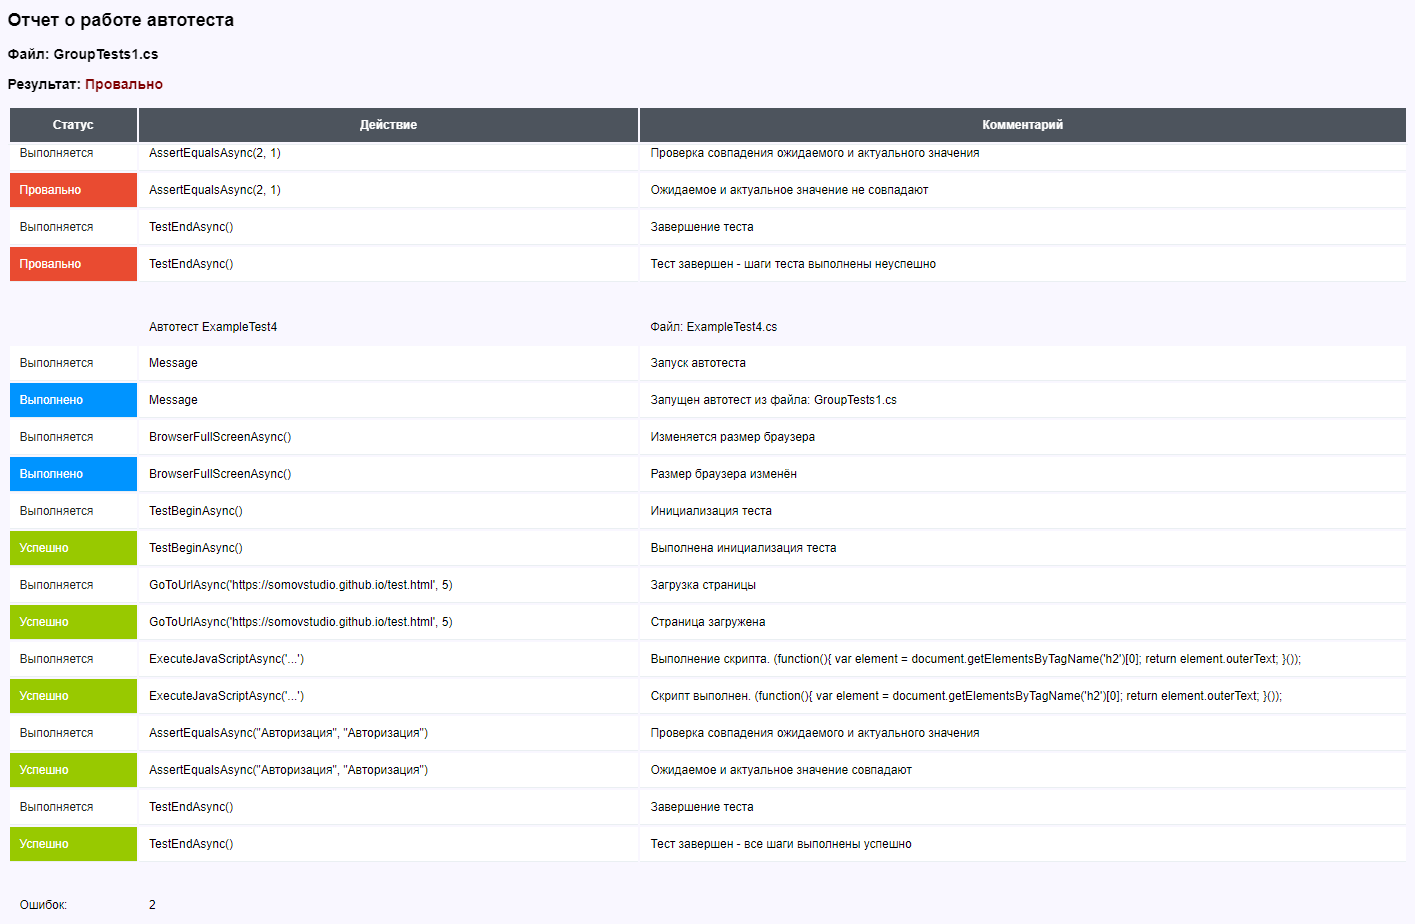 Отчет о работе автотеста
Файл: GroupTests1.cs
Результат: Провально
Статус Действие Комментарий
Выполняется AssertEqualsAsync(2, 1) Проверка совпадения ожидаемого и актуального значения
Провально AssertEqualsAsync(2, 1) Ожидаемое и актуальное значение не совпадают
Выполняется TestEndAsync() Завершение теста
Провально TestEndAsync() Тест завершен - шаги теста выполнены неуспешно
Автотест ExampleTest4 Файл: ExampleTest4.cs
Выполняется Message Запуск автотеста
Выполнено Message Запущен автотест из файла: GroupTests1.cs
Выполняется BrowserFullScreenAsync() Изменяется размер браузера
Выполнено BrowserFullScreenAsync() Размер браузера изменён
Выполняется TestBeginAsync() Инициализация теста
Успешно TestBeginAsync() Выполнена инициализация теста
Выполняется GoToUrlAsync('https://somovstudio.github.io/test.html', 5) Загрузка страницы
Успешно GoToUrlAsync('https://somovstudio.github.io/test.html', 5) Страница загружена
Выполняется ExecuteJavaScriptAsync('...') Выполнение скрипта. (function(){ var element = document.getElementsByTagName('h2')[0]; return element.outerText; }());
Успешно ExecuteJavaScriptAsync('...') Скрипт выполнен. (function(){ var element = document.getElementsByTagName('h2')[0]; return element.outerText; }());
Выполняется AssertEqualsAsync("Авторизация", "Авторизация") Проверка совпадения ожидаемого и актуального значения
Успешно AssertEqualsAsync("Авторизация", "Авторизация") Ожидаемое и актуальное значение совпадают
Выполняется TestEndAsync() Завершение теста
Успешно TestEndAsync() Тест завершен - все шаги выполнены успешно
Ошибок: 2